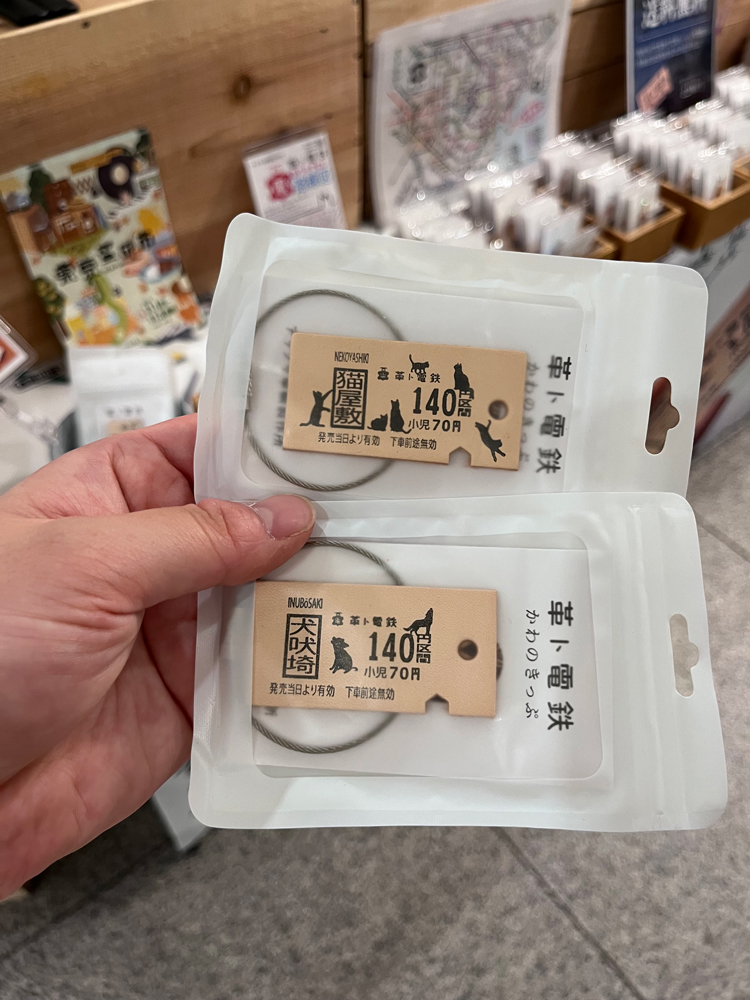 NEKOYASHIKI
猫屋敷
革ト電鉄
140円区間
小児70円
発売当日より有効 下車前途無効
革ト電鉄
かわのきっぷ
INUBōSAKI
犬吠埼
革ト電鉄
140円区間
小児70円
発売当日より有効 下車前途無効
革ト電鉄
かわのきっぷ